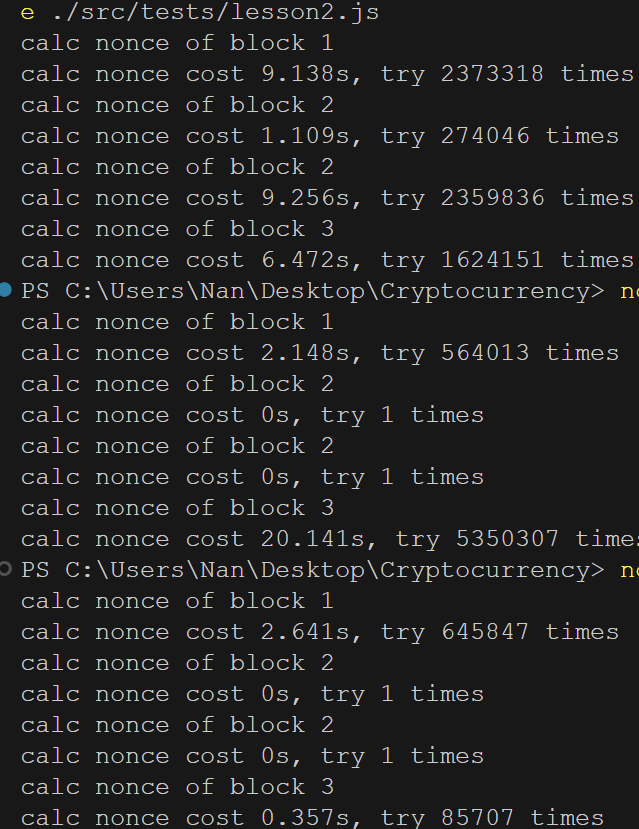 e ./src/tests/lesson2.js
calc nonce of block 1
calc nonce cost 9.138s, try 2373318 times
calc nonce of block 2
calc nonce cost 1.109s, try 274046 times
calc nonce of block 2
calc nonce cost 9.256s, try 2359836 times
calc nonce of block 3
calc nonce cost 6.472s, try 1624151 times
PS C:\Users\Nan\Desktop\Cryptocurrency> no
calc nonce of block 1
calc nonce cost 2.148s, try 564013 times
calc nonce of block 2
calc nonce cost 0s, try 1 times
calc nonce of block 2
calc nonce cost 0s, try 1 times
calc nonce of block 3
calc nonce cost 20.141s, try 5350307 times
PS C:\Users\Nan\Desktop\Cryptocurrency> no
calc nonce of block 1
calc nonce cost 2.641s, try 645847 times
calc nonce of block 2
calc nonce cost 0s, try 1 times
calc nonce of block 2
calc nonce cost 0s, try 1 times
calc nonce of block 3
calc nonce cost 0.357s, try 85707 times